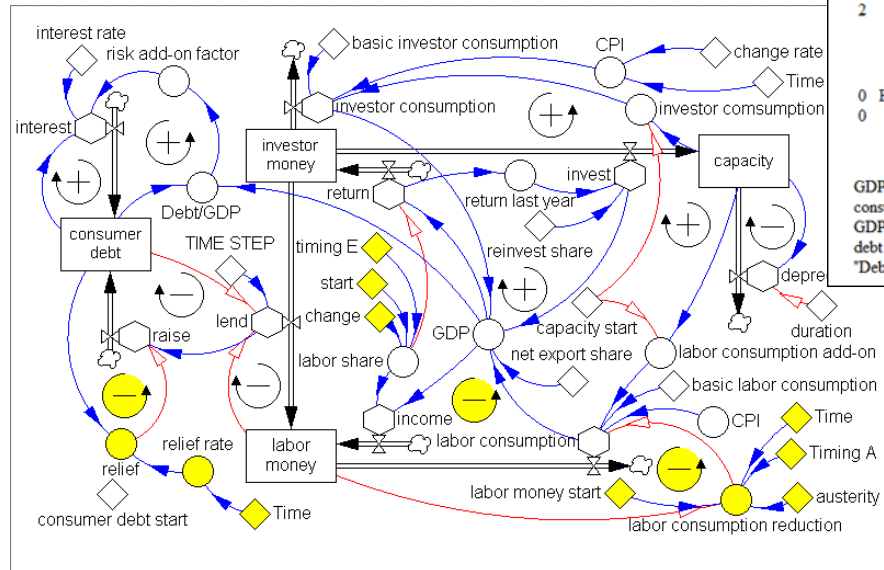 interest rate
risk add-on factor
basic investor consumption
CPI
change rate
Time
2
interest
investor consumption
investor comsumption
0 E
0
investor
money
capacity
return
return last year
invest
Debt/GDP
consumer
debt
TIME STEP
timing E
reinvest share
GDP
cons
GDP
debt
"Deb
start
change
depre
raise
lend
GDP
capacity start
duration
labor share
net export share
labor consumption add-on
income
basic labor consumption
relief
relief rate
labor
money
labor consumption
CPI
Time
Timing A
consumer debt start
Time
labor money start
austerity
labor consumption reduction